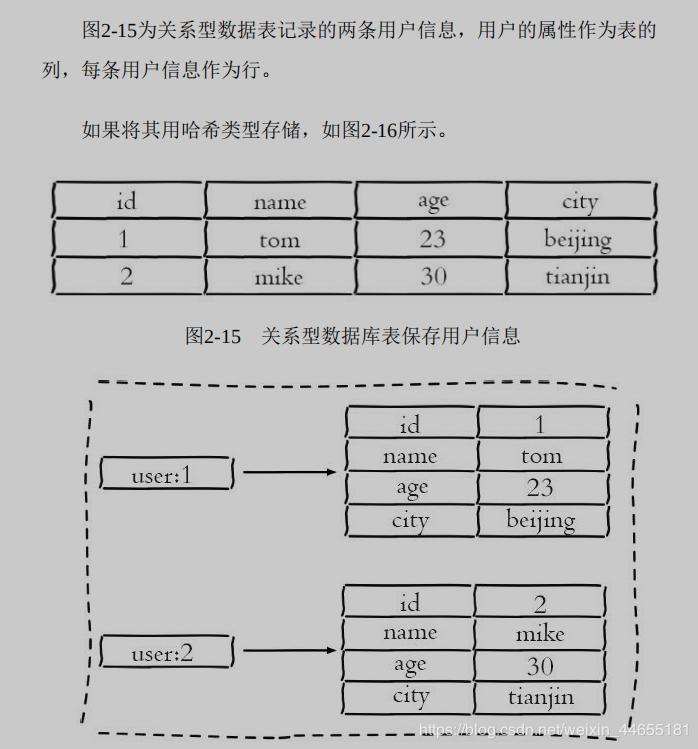 图2-15为关系型数据表记录的两条用户信息，用户的属性作为表的
列，每条用户信息作为行。
如果将其用哈希类型存储，如图2-16所示。
id name age city
1 tom 23 beijing
2 mike 30 tianjin
图2-15 关系型数据库表保存用户信息
user:1
id 1
name tom
age 23
city beijing
user:2
id 2
name mike
age 30
city tianjin
https://blog.csdn.net/weixin_44655181